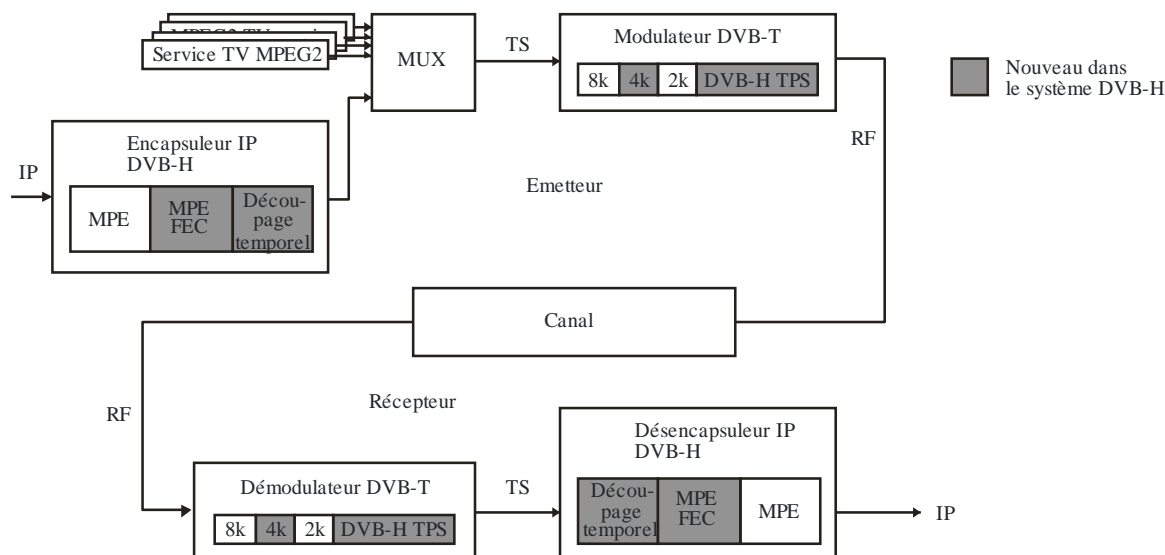 MPEG2 TV
Service TV MPEG2
MUX
TS
Modulateur DVB-T
8k 4k 2k DVB-H TPS
Nouveau dans
le système DVB-H
RF
Encapsuleur IP
DVB-H
IP
MPE
MPE
FEC
Décou-
page
temporel
Emetteur
Canal
RF
Récepteur
Démodulateur DVB-T
8k 4k 2k DVB-H TPS
TS
Désencapsuleur IP
DVB-H
Décou-
page
temporel
MPE
FEC
MPE
IP